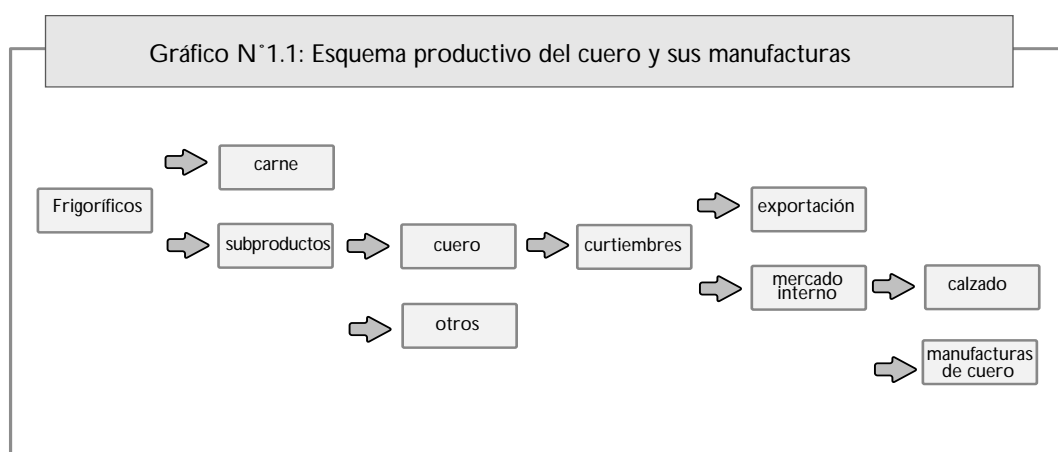 Gráfico N°1.1: Esquema productivo del cuero y sus manufacturas
Frigoríficos
carne
subproductos
cuero
otros
curtiembres
exportación
mercado
interno
calzado
manufacturas
de cuero